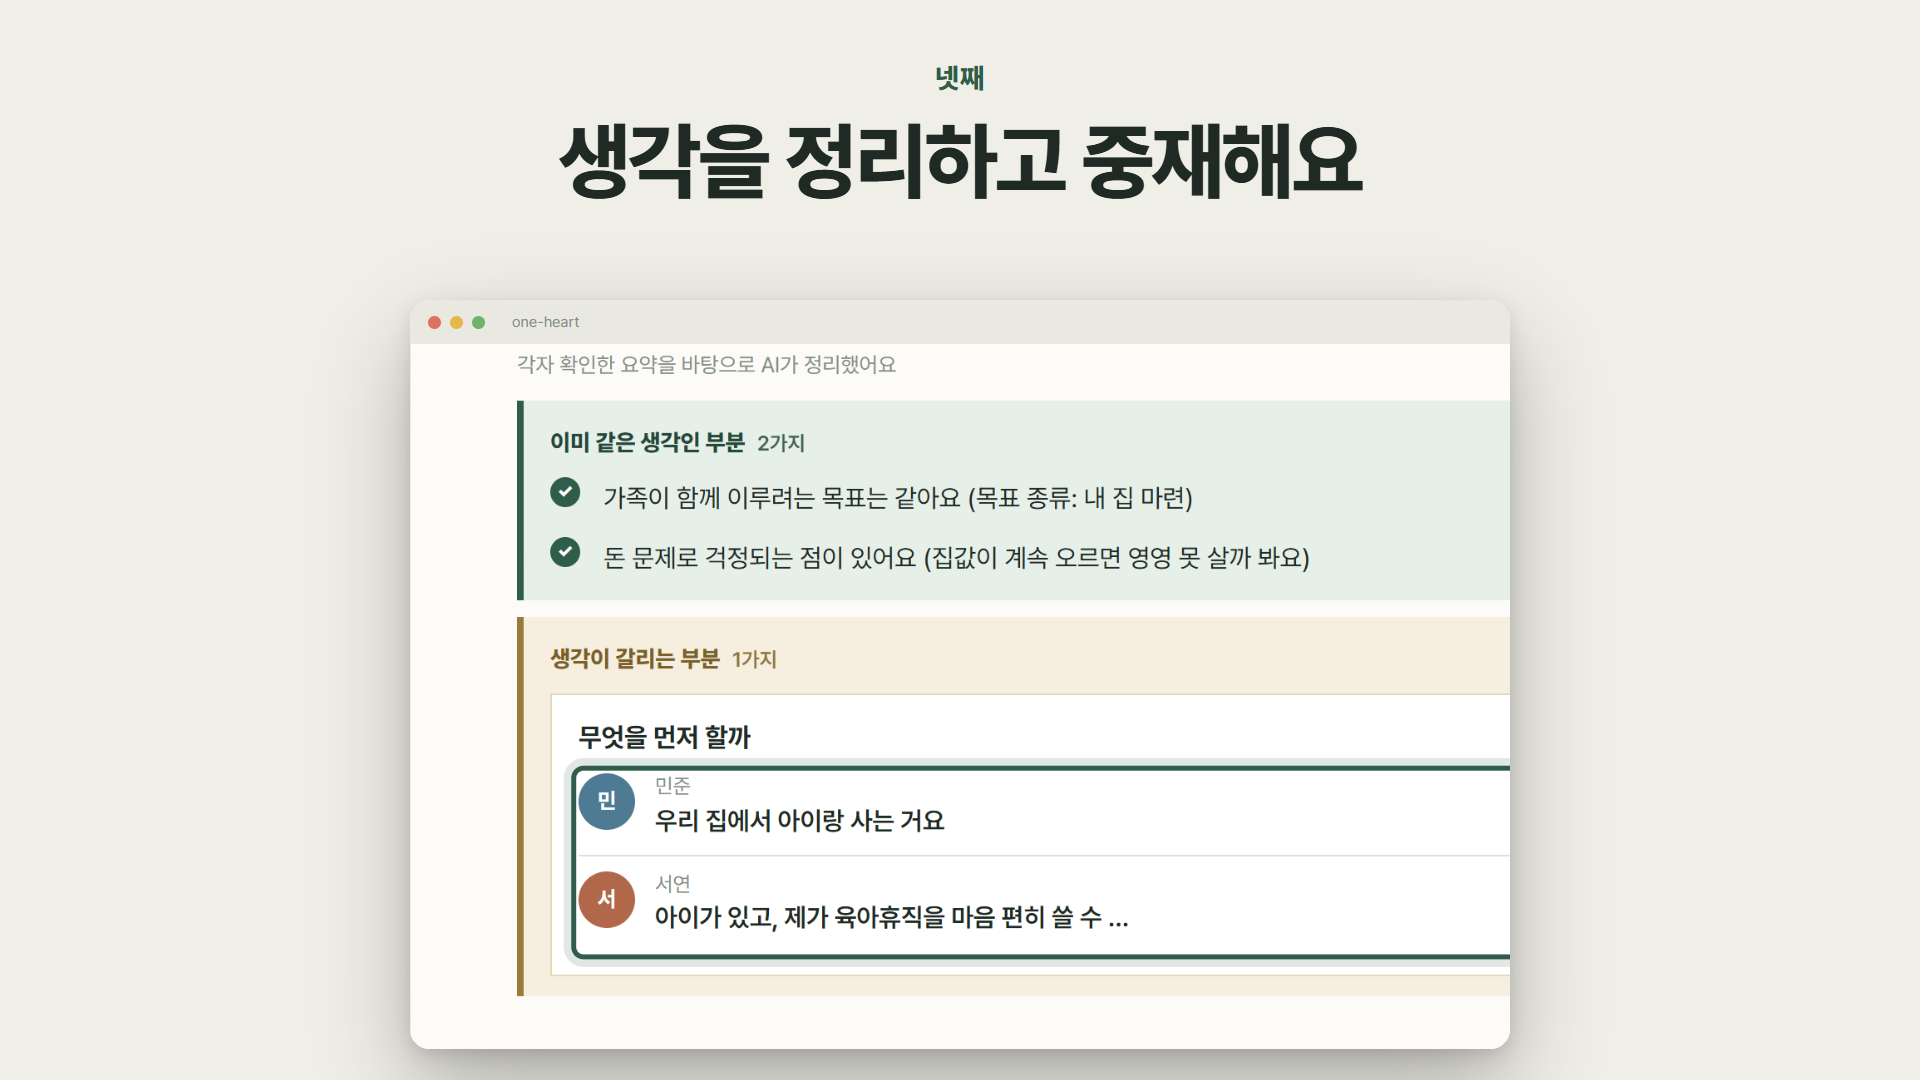 넷째
생각을 정리하고 중재해요
one-heart
각자 확인한 요약을 바탕으로 AI가 정리했어요
이미 같은 생각인 부분 2가지
가족이 함께 이루려는 목표는 같아요 (목표 종류: 내 집 마련)
돈 문제로 걱정되는 점이 있어요 (집값이 계속 오르면 영영 못 살까 봐요)
생각이 갈리는 부분 1가지
무엇을 먼저 할까
민
민준
우리 집에서 아이랑 사는 거요
서
서연
아이가 있고, 제가 육아휴직을 마음 편히 쓸 수 ...